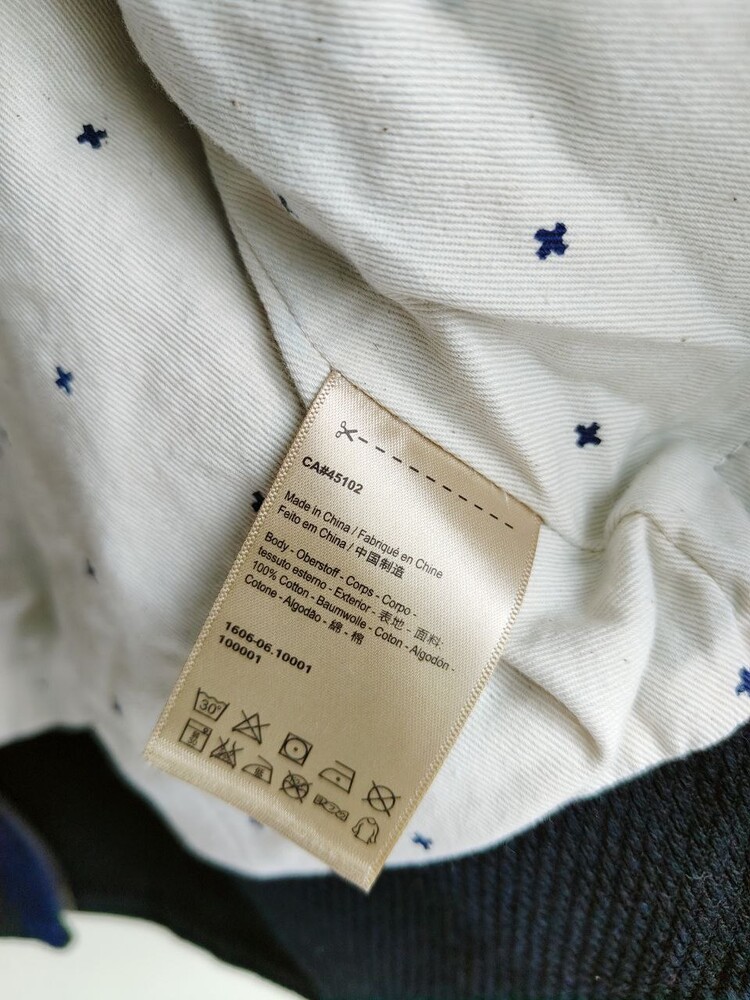 CA#45102
Made in China / Fabriqué en Chine
Feito em China / 中国制造
Body - Oberstoff - Corps - Corpo -
tessuto esterno - Exterior - 表地 - 面料:
100% Cotton - Baumwolle - Coton - Algodón -
Cotone - Algodão - 綿 - 棉
1606-06.10001
100001
30°